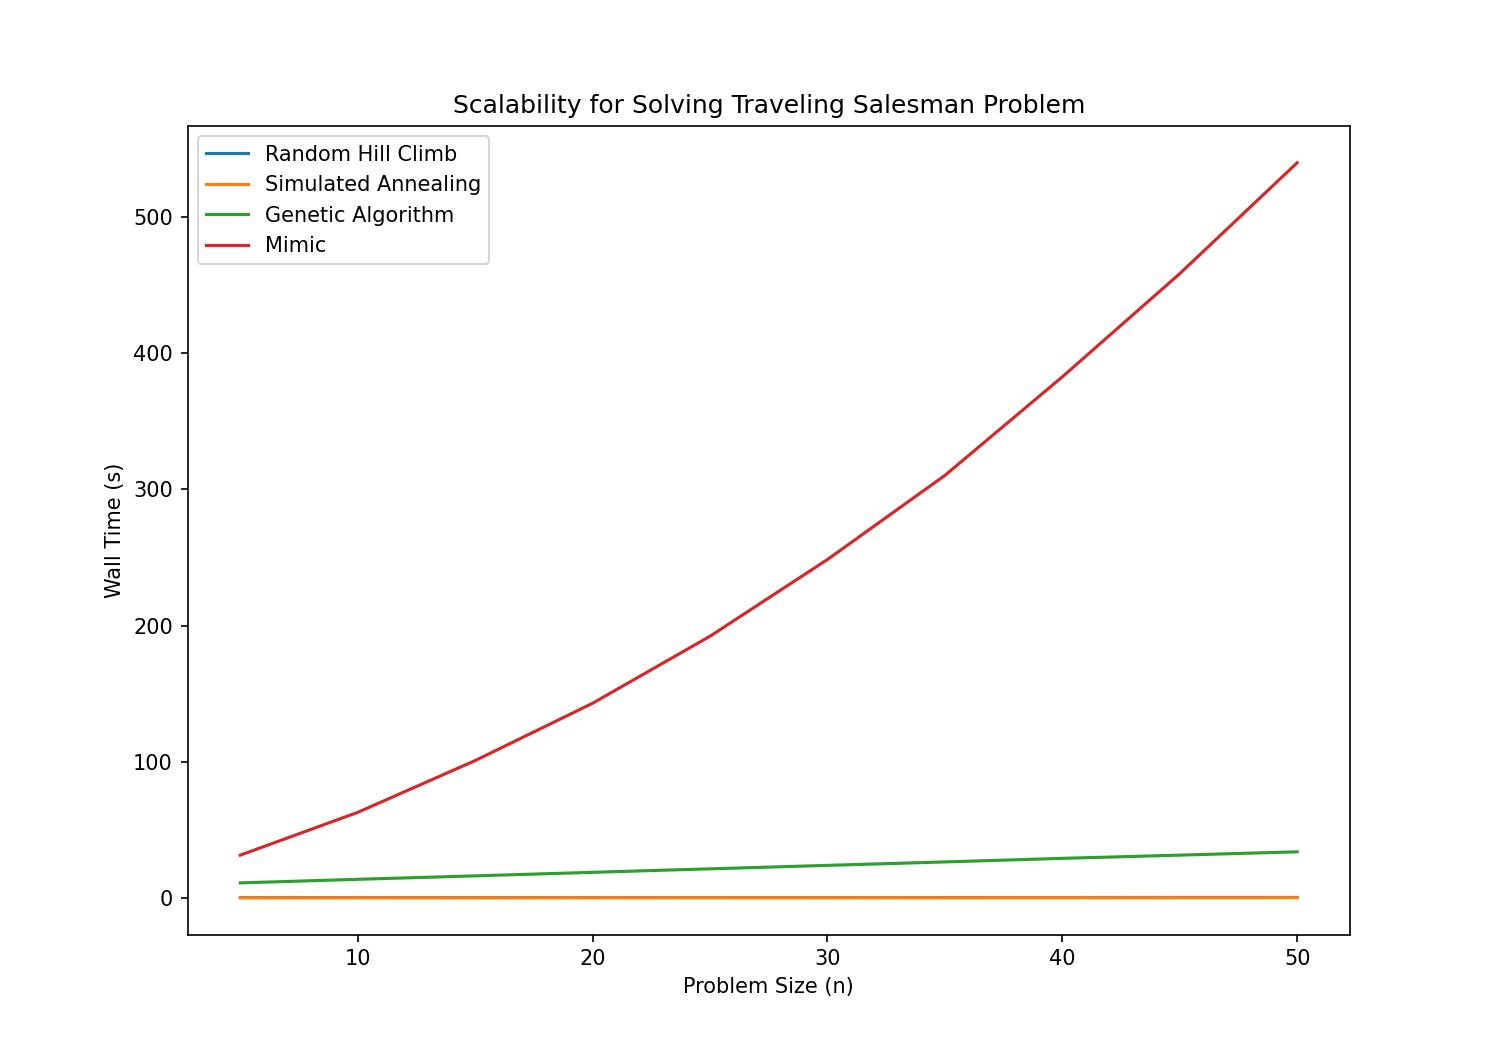 Scalability for Solving Traveling Salesman Problem
Random Hill Climb
Simulated Annealing
Genetic Algorithm
Mimic
500
400
300
200
100
0
Wall Time (s)
10 20 30 40 50
Problem Size (n)